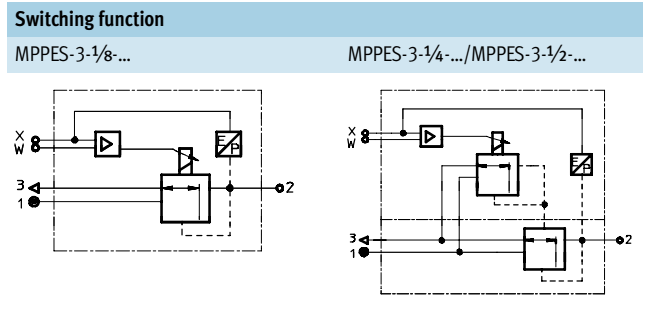 Switching function
MPPES-3-1/8-... MPPES-3-1/4-.../MPPES-3-1/2-...
X
W
E/P
3
1
2
X
W
E/P
3
1
2